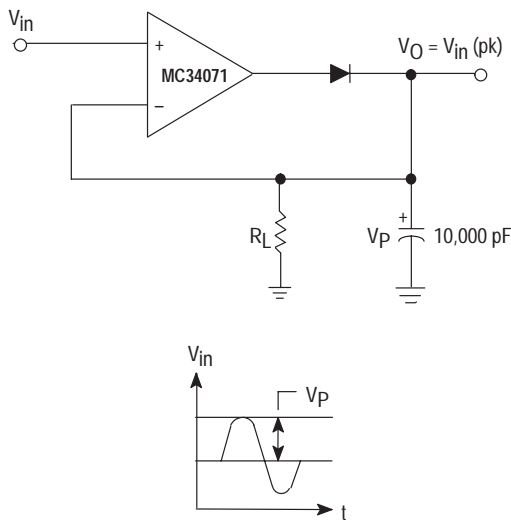 Vin
+
MC34071
−
VO = Vin (pk)
RL
+
VP
10,000 pF
Vin
VP
t